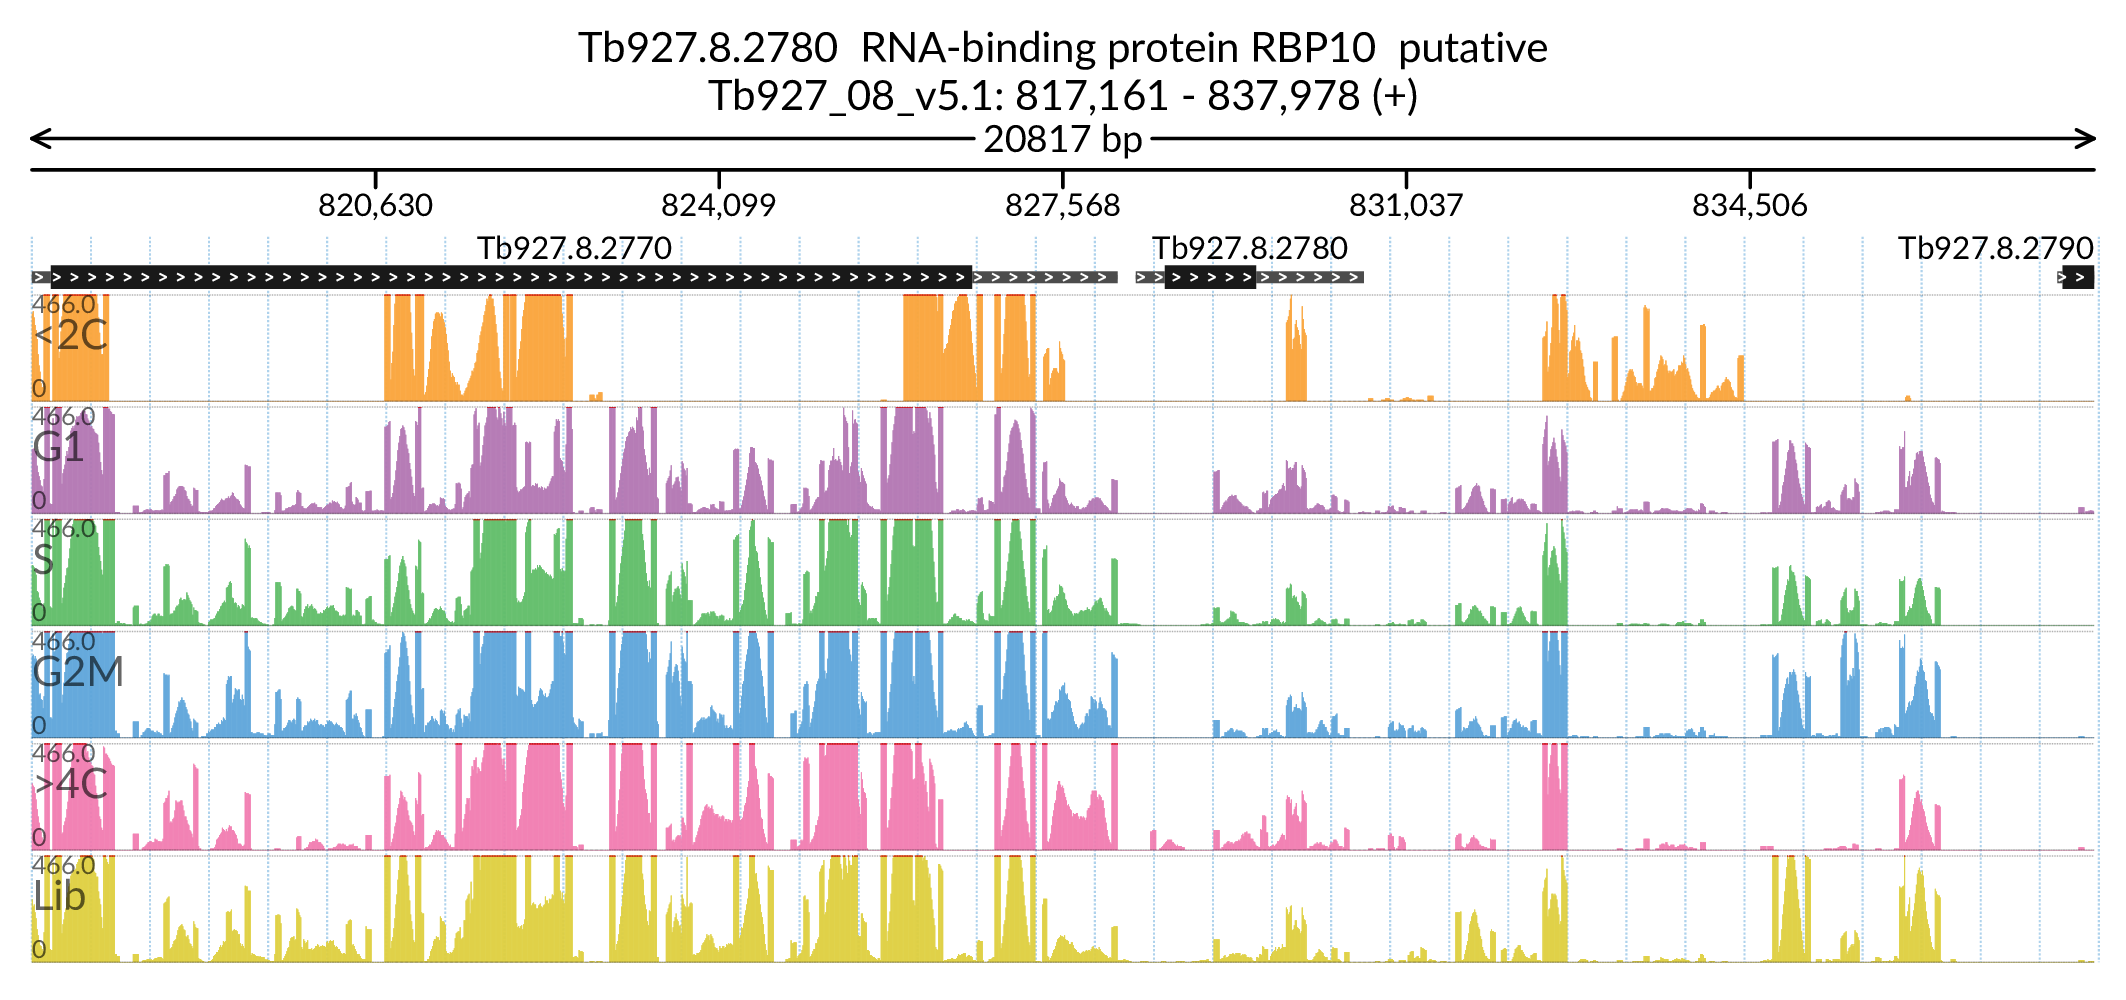 Tb927.8.2780 RNA-binding protein RBP10 putative
Tb927_08_v5.1: 817,161 - 837,978 (+)
20817 bp
820,630 824,099 827,568 831,037 834,506
Tb927.8.2770 Tb927.8.2780 Tb927.8.2790
466.0
<2C
0
466.0
G1
0
466.0
S
0
466.0
G2M
0
466.0
>4C
0
466.0
Lib
0